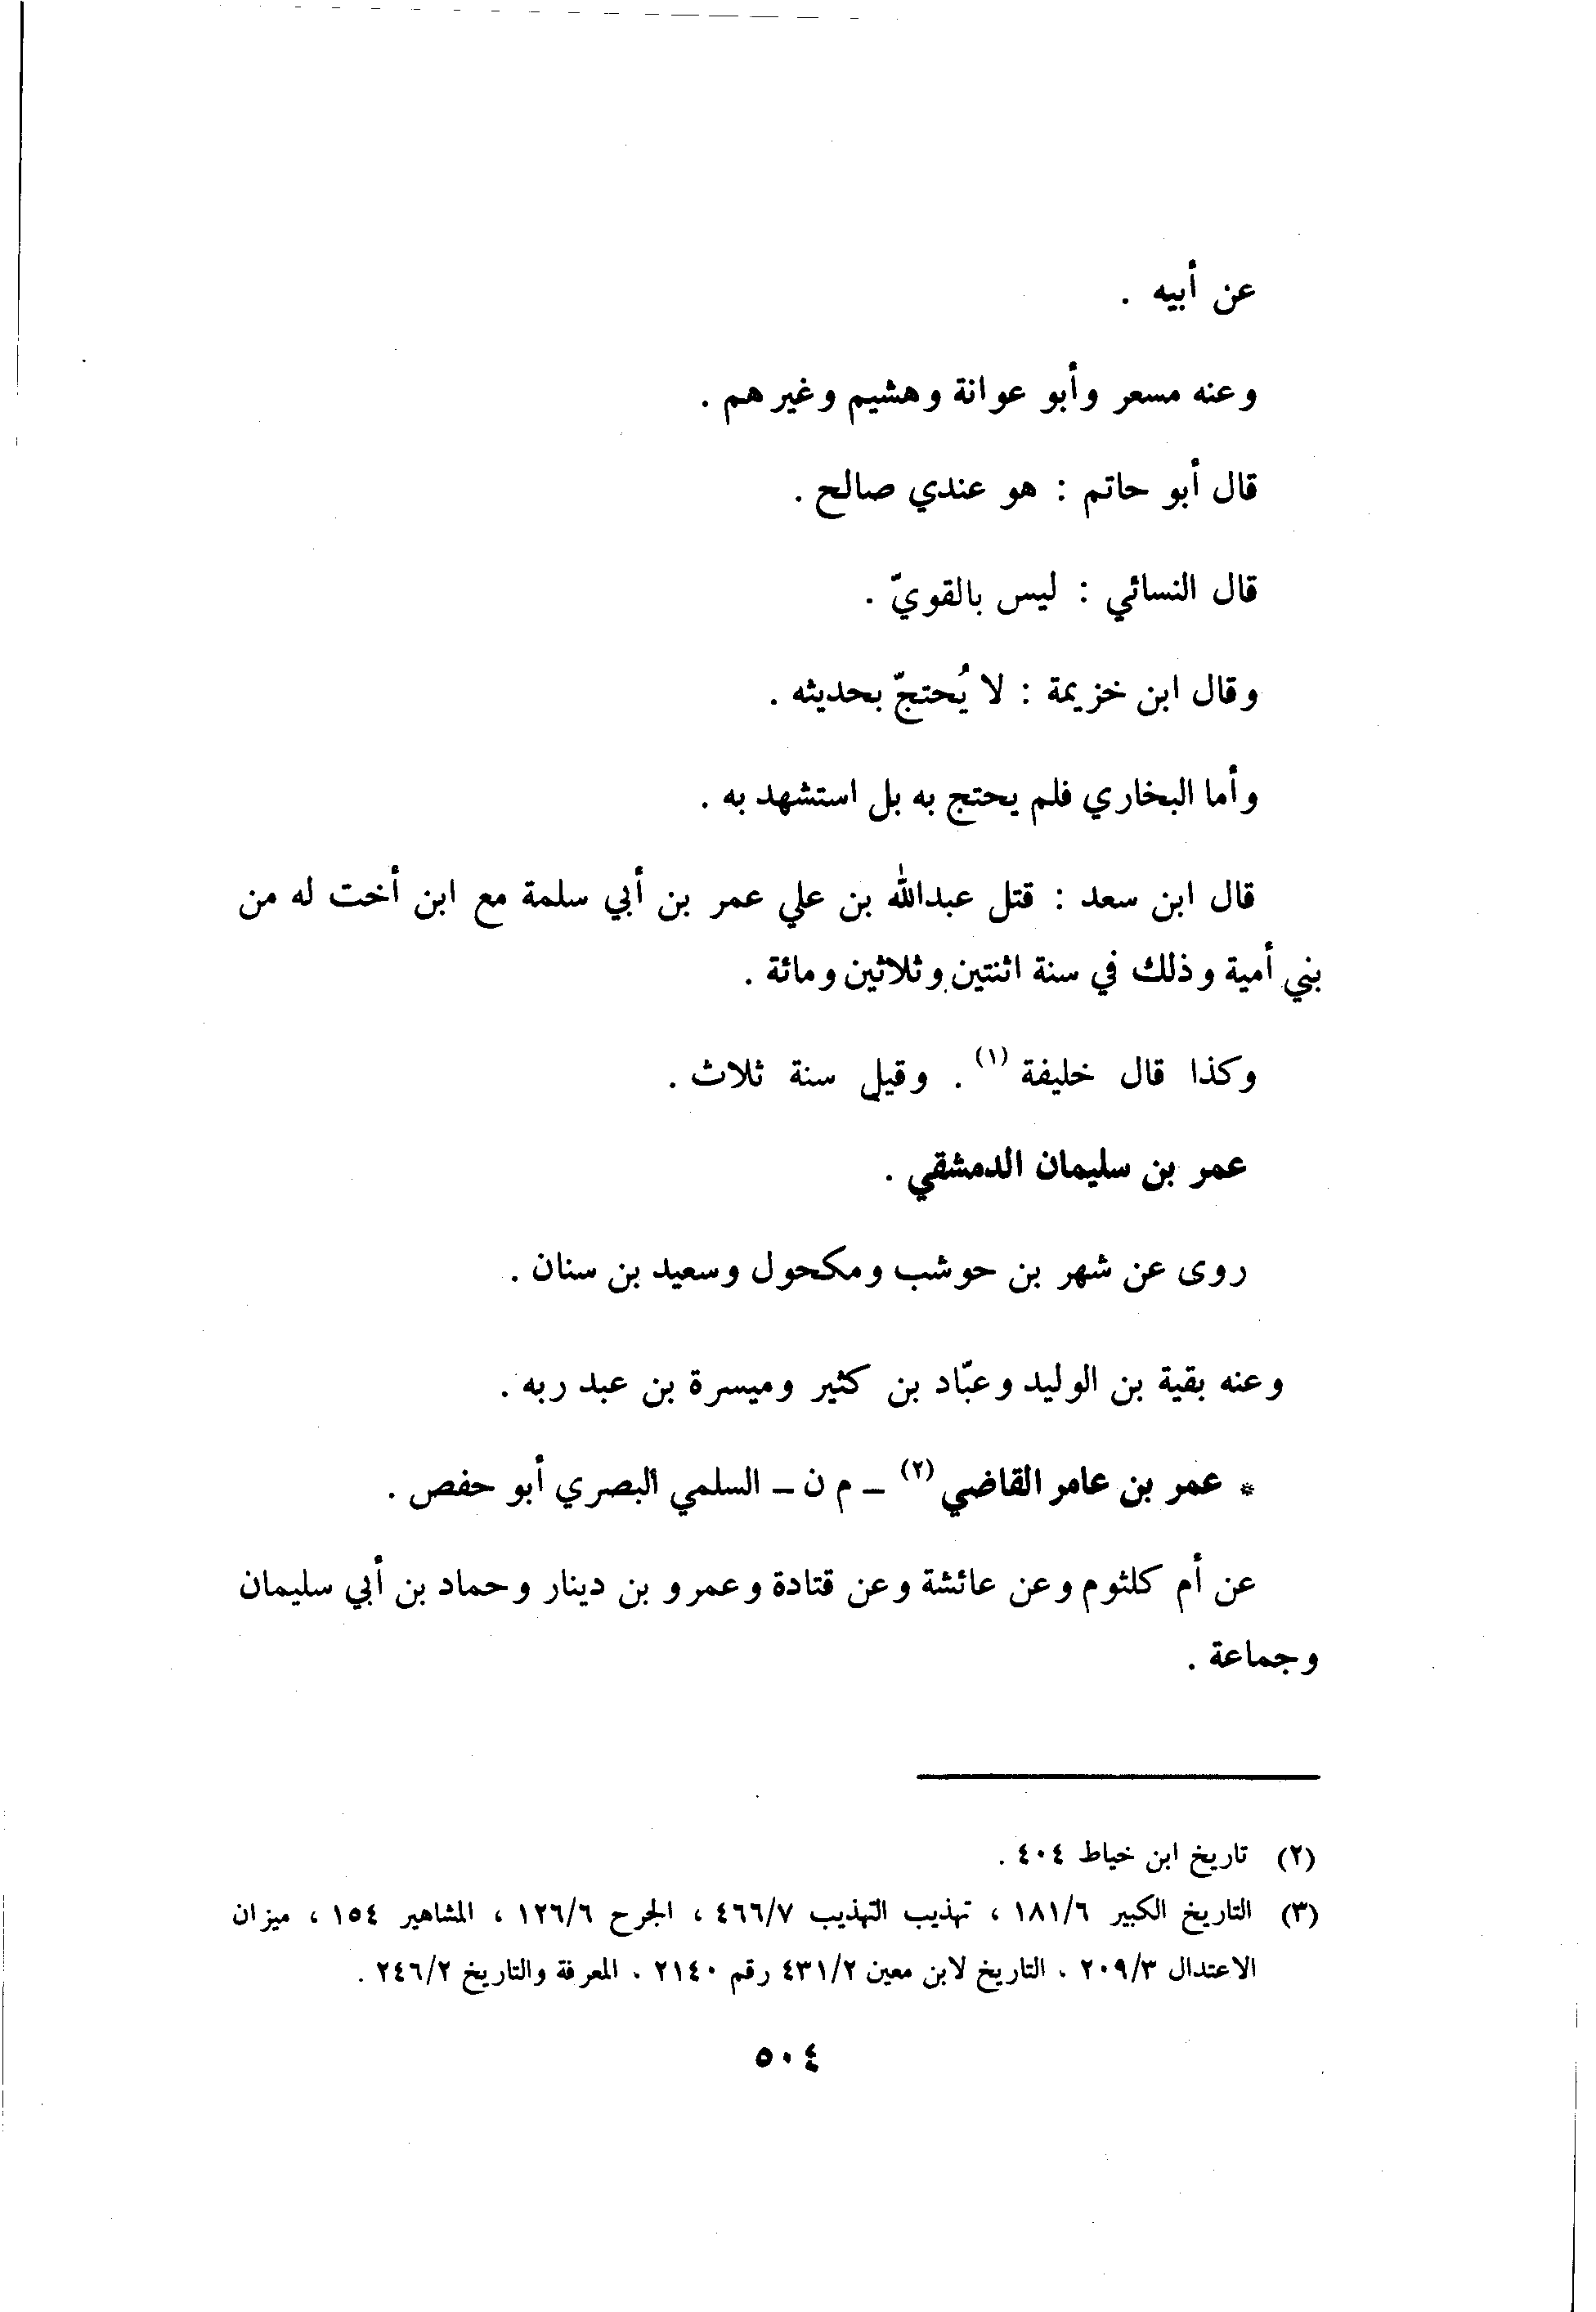 عن أبيه .
وعنه مسعر وأبو عوانة وهشيم وغيرهم .
قال أبو حاتم : هو عندي صالح .
قال النسائي : ليس بالقويّ .
وقال ابن خزيمة : لا يُحتجّ بحديثه .
وأما البخاري فلم يحتج به بل استشهد به .
قال ابن سعد : قتل عبدالله بن علي عمر بن أبي سلمة مع ابن أخت له من
بني أمية وذلك في سنة اثنتين وثلاثين ومائة .
وكذا قال خليفة (١) . وقيل سنة ثلاث .
عمر بن سليمان الدمشقي .
روى عن شهر بن حوشب ومكحول وسعيد بن سنان .
وعنه بقية بن الوليد وعبّاد بن كثير وميسرة بن عبد ربه .
* عمر بن عامر القاضي (٢) – م ن – السلمي البصري أبو حفص .
عن أم كلثوم وعن عائشة وعن قتادة وعمرو بن دينار وحماد بن أبي سليمان
وجماعة .
(٢) تاريخ ابن خياط ٤٠٤ .
(٣) التاريخ الكبير ١٨١/٦ ، تهذيب التهذيب ٤٦٦/٧ ، الجرح ١٢٦/٦ ، المشاهير ١٥٤ ، ميزان
الاعتدال ٢٠٩/٣ . التاريخ لابن معين ٤٣١/٢ رقم ٢١٤٠ . المعرفة والتاريخ ٢٤٦/٢ .
٥٠٤